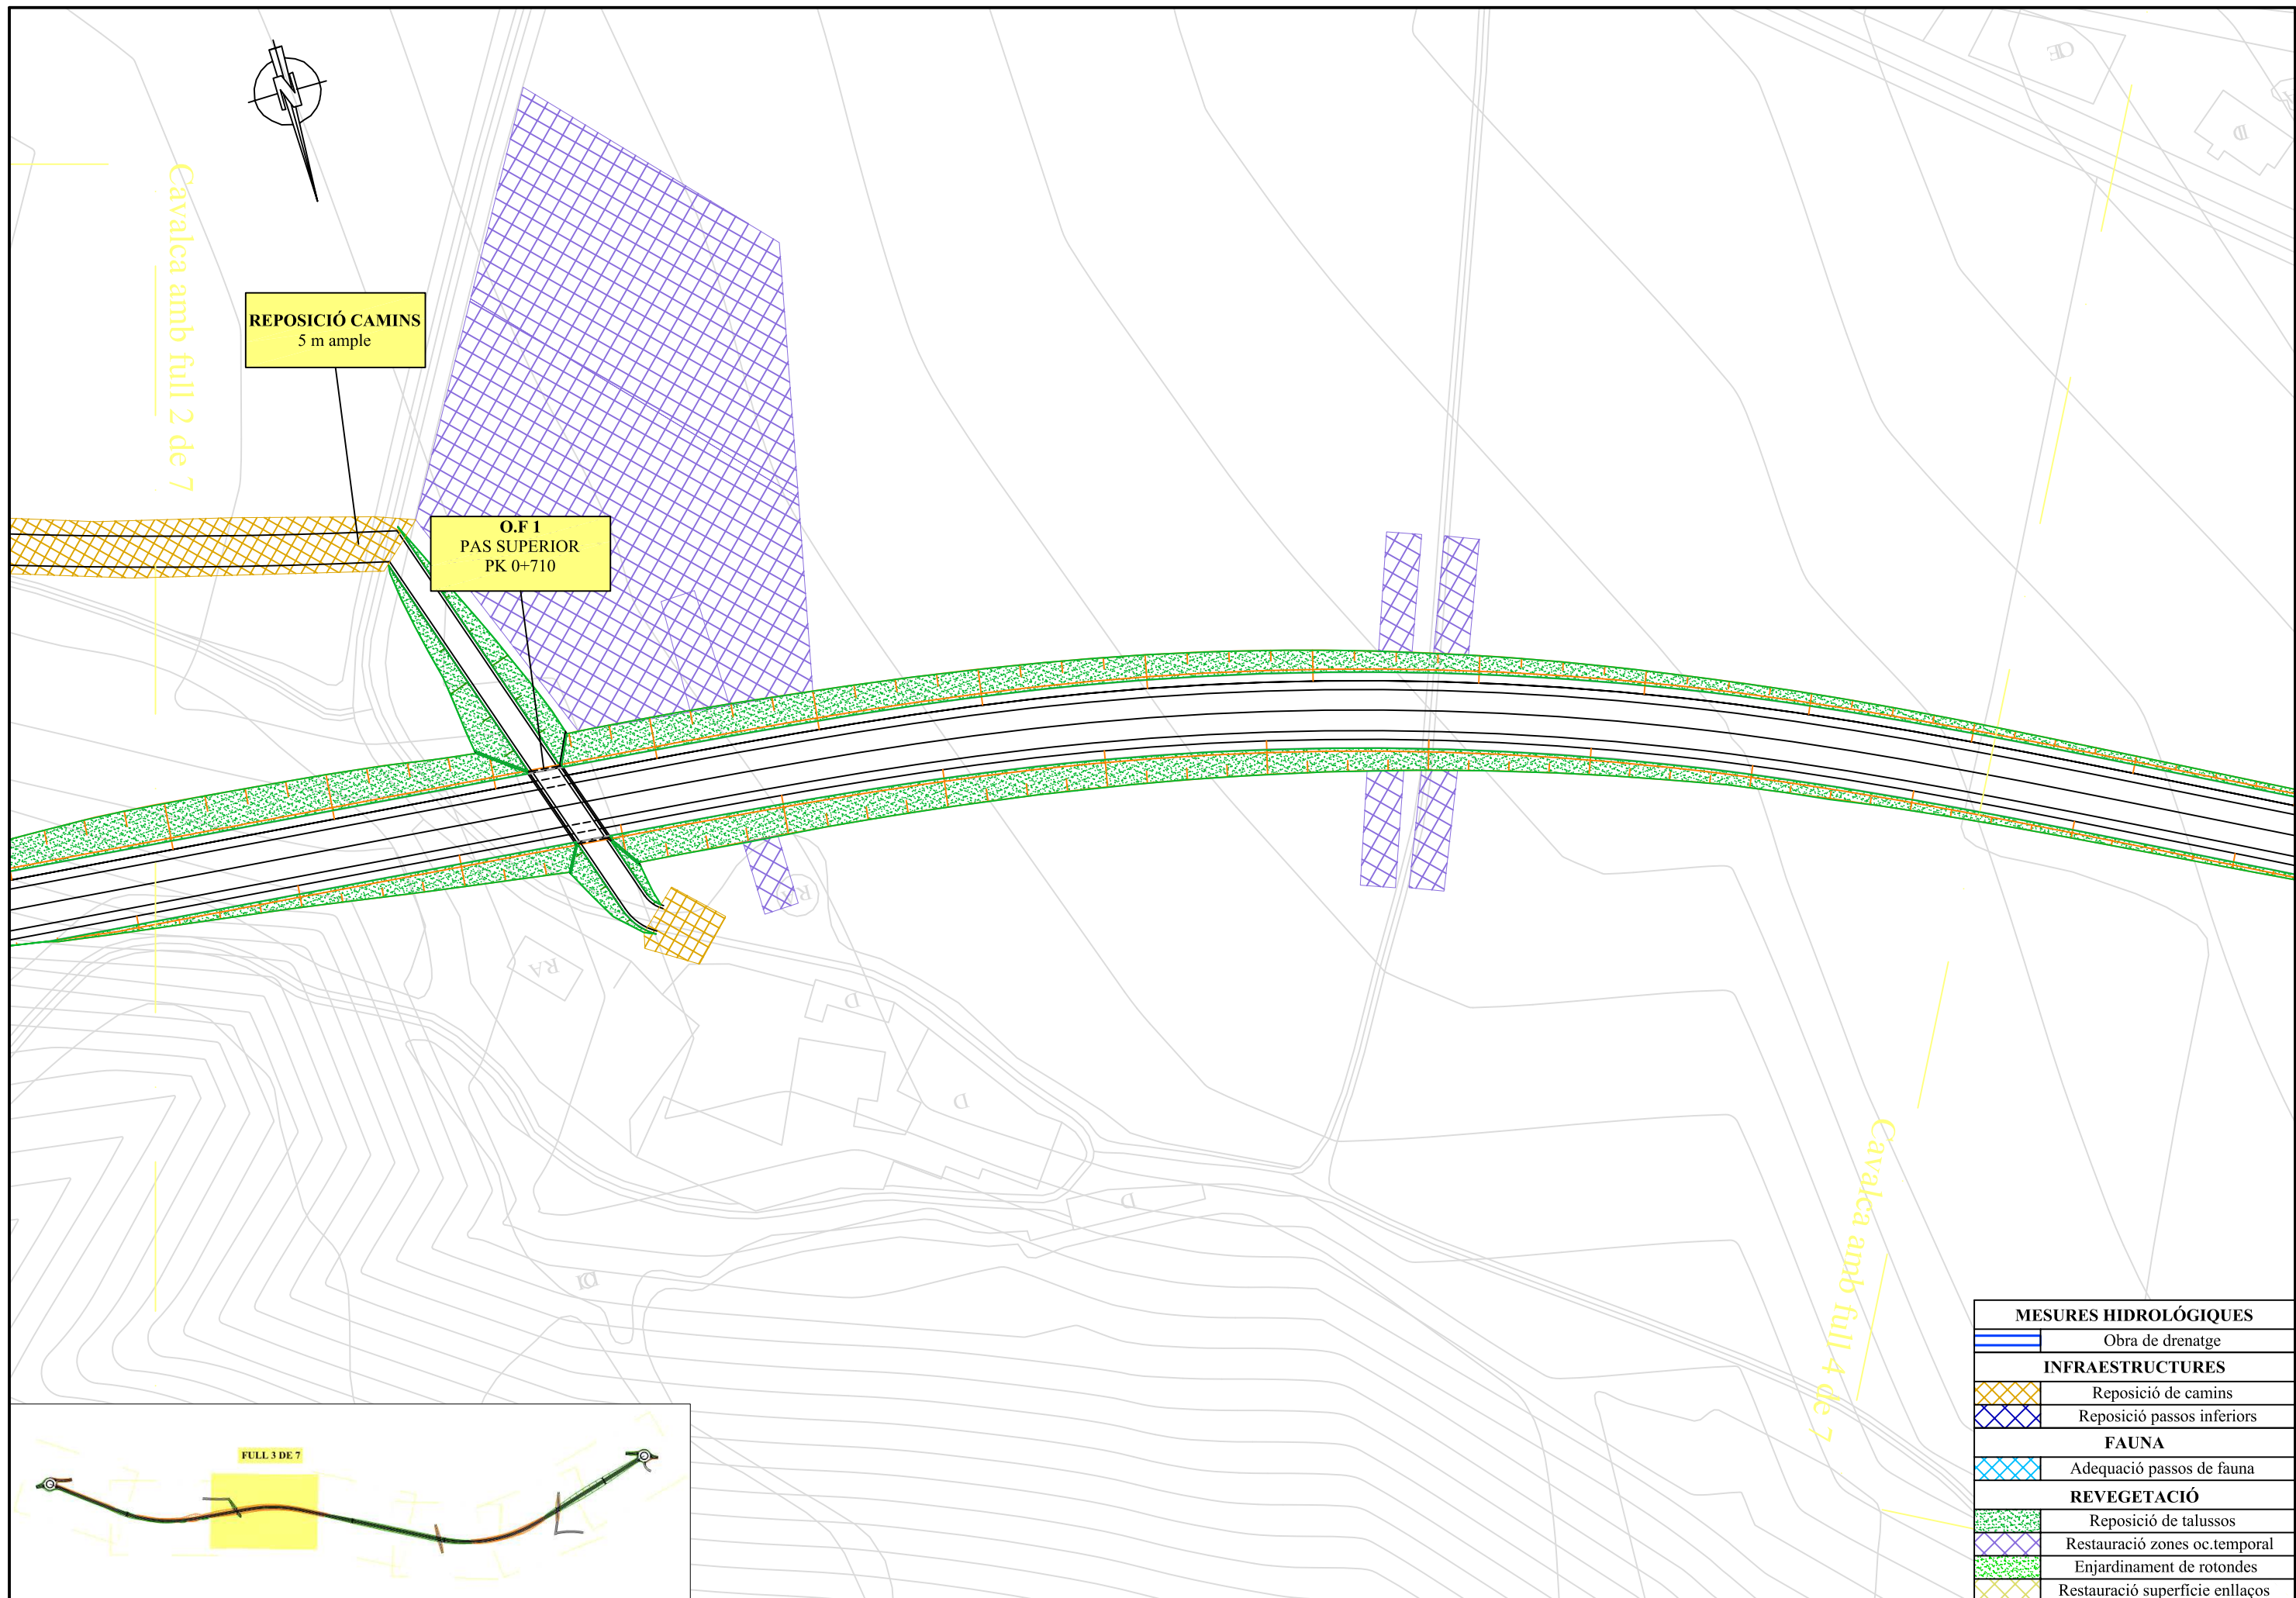 N
Cavalca amb full 2 de 7
REPOSICIÓ CAMINS
5 m ample
O.F 1
PAS SUPERIOR
PK 0+710
D
RA
D
D
D
Cavalca amb full 4 de 7
FULL 3 DE 7
MESURES HIDROLÓGIQUES
Obra de drenatge
INFRAESTRUCTURES
Reposició de camins
Reposició passos inferiors
FAUNA
Adequació passos de fauna
REVEGETACIÓ
Reposició de talussos
Restauració zones oc.temporal
Enjardinament de rotondes
Restauració superfície enllaços